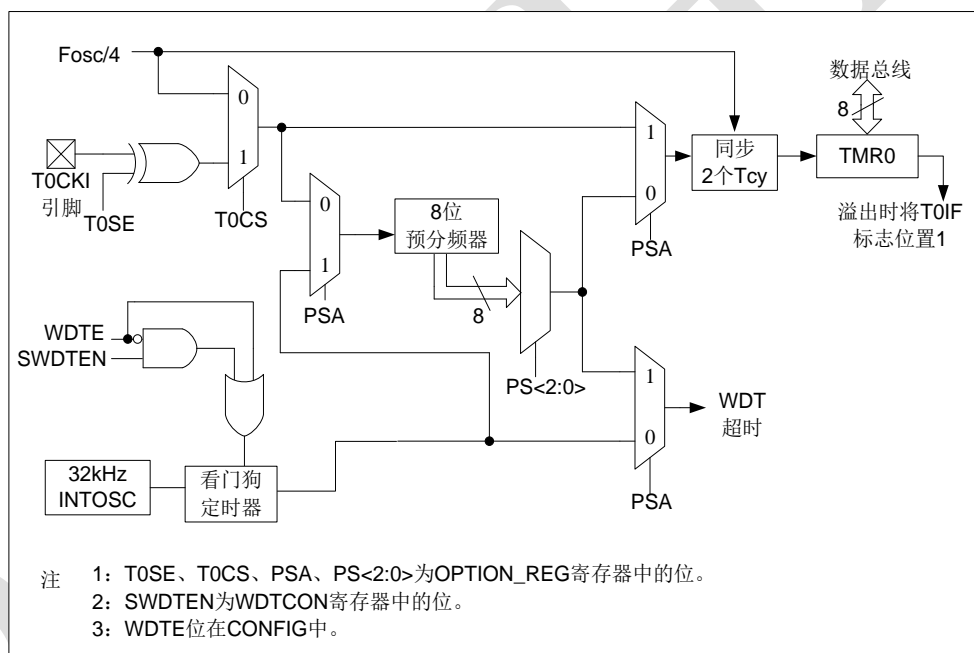 Fosc/4
数据总线
8
0
1
T0CKI
引脚
T0SE
T0CS
1
0
PSA
同步
2个Tcy
TMR0
溢出时将T0IF
标志位置1
0
1
PSA
8位
预分频器
8
PS<2:0>
WDTE
SWDTEN
1
0
PSA
WDT
超时
32kHz
INTOSC
看门狗
定时器
注 1：T0SE、T0CS、PSA、PS<2:0>为OPTION_REG寄存器中的位。
2：SWDTEN为WDTCON寄存器中的位。
3：WDTE位在CONFIG中。